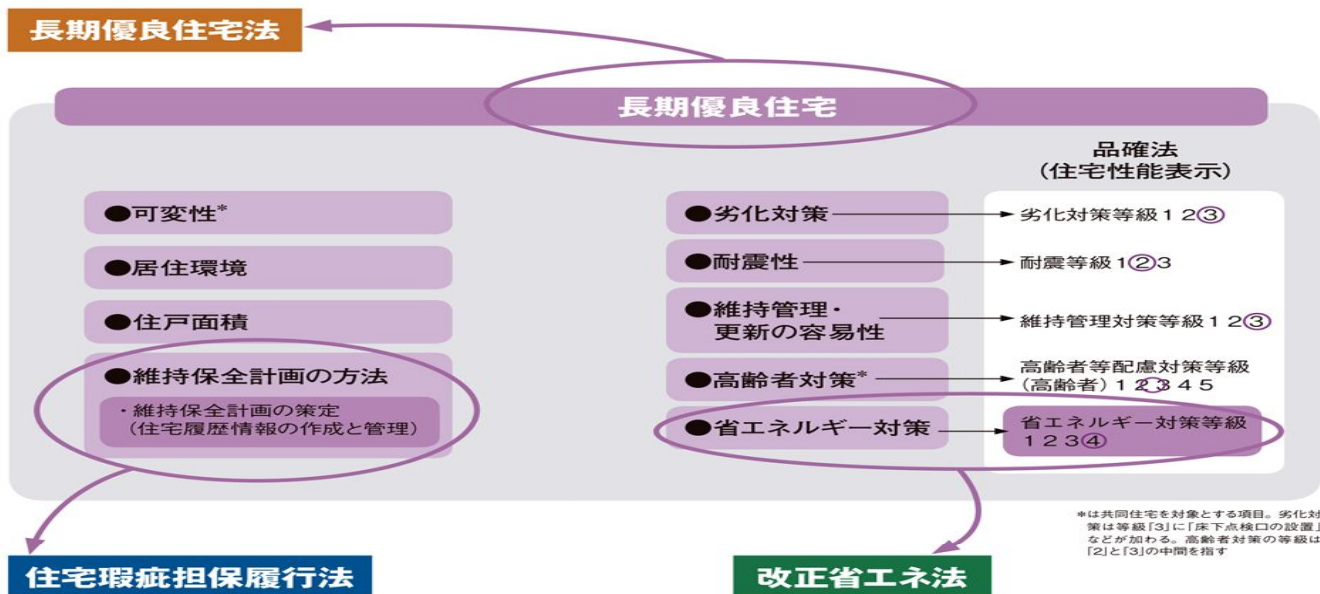 長期優良住宅法
長期優良住宅
品確法
(住宅性能表示)
●可変性*
●居住環境
●住戸面積
●維持保全計画の方法
・維持保全計画の策定
(住宅履歴情報の作成と管理)
●劣化対策
劣化対策等級1 2③
●耐震性
耐震等級1②3
●維持管理・
更新の容易性
維持管理対策等級1 2③
●高齢者対策*
高齢者等配慮対策等級
(高齢者) 1 2 3 4 5
●省エネルギー対策
省エネルギー対策等級
1 2 3④
*は共同住宅を対象とする項目。劣化対
策は等級「3」に「床下点検口の設置」
などが加わる。高齢者対策の等級は
「2」と「3」の中間を指す
住宅瑕疵担保履行法
改正省エネ法